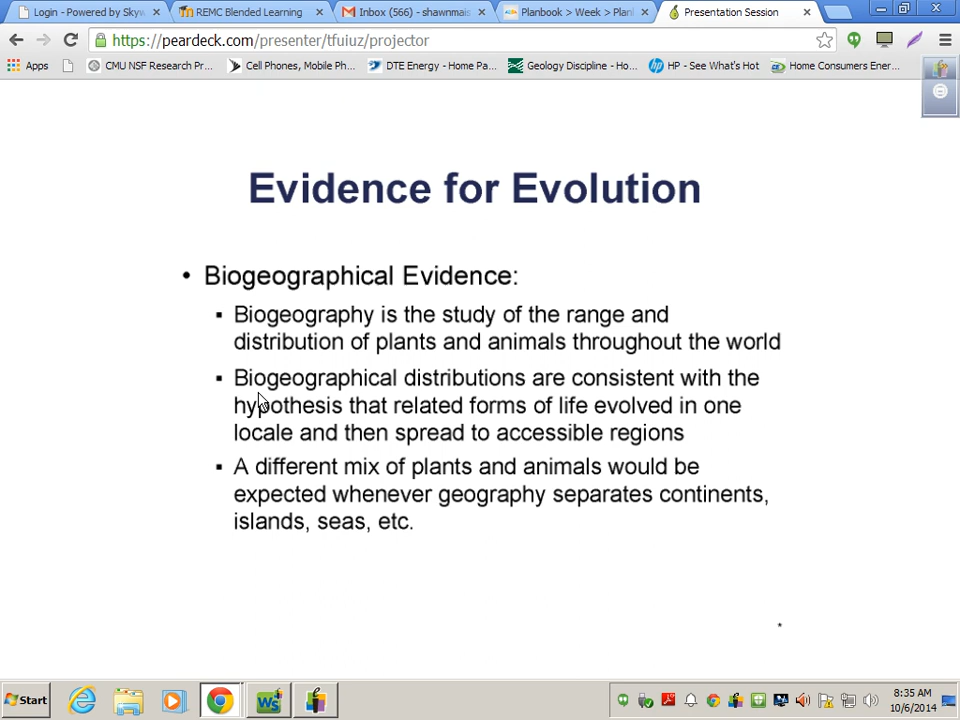 Login - Powered by Skyw
REMC Blended Learning
Inbox (566) - shawnmais
Planbook > Week > Plan
Presentation Session
https://peardeck.com/presenter/tfuiuz/projector
Apps
CMU NSF Research Pr...
Cell Phones, Mobile Ph...
DTE Energy - Home Pa...
Geology Discipline - Ho...
HP - See What's Hot
Home Consumers Ener...
Evidence for Evolution
• Biogeographical Evidence:
▪ Biogeography is the study of the range and
distribution of plants and animals throughout the world
▪ Biogeographical distributions are consistent with the
hypothesis that related forms of life evolved in one
locale and then spread to accessible regions
▪ A different mix of plants and animals would be
expected whenever geography separates continents,
islands, seas, etc.
*
Start
8:35 AM
10/6/2014